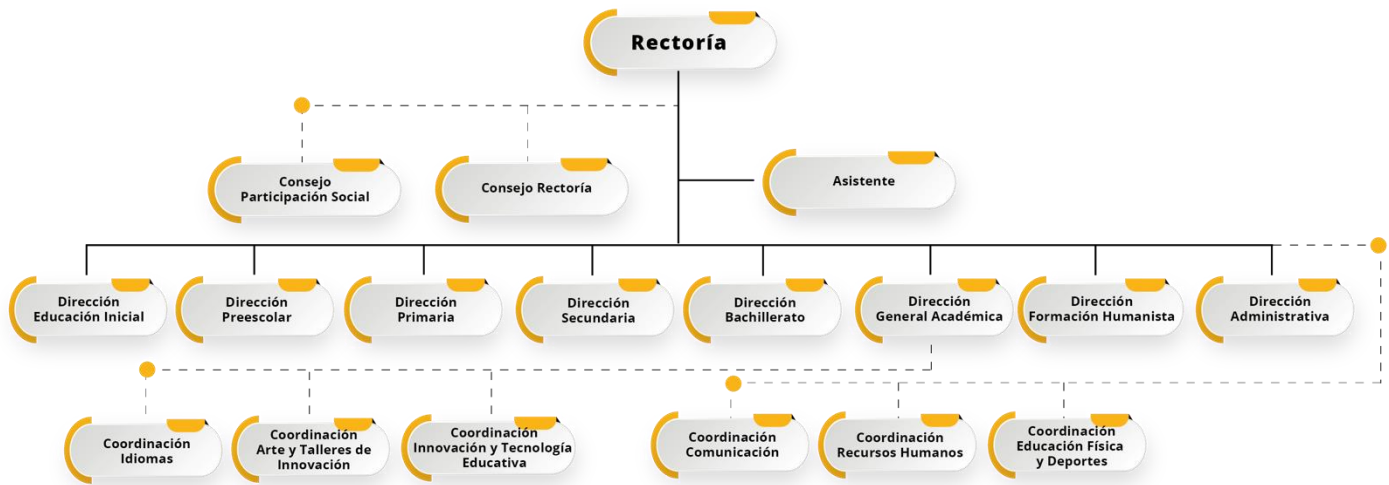 Rectoría
Consejo
Participación Social
Consejo Rectoría
Asistente
Dirección
Educación Inicial
Dirección
Preescolar
Dirección
Primaria
Dirección
Secundaria
Dirección
Bachillerato
Dirección
General Académica
Dirección
Formación Humanista
Dirección
Administrativa
Coordinación
Idiomas
Coordinación
Arte y Talleres de
Innovación
Coordinación
Innovación y Tecnología
Educativa
Coordinación
Comunicación
Coordinación
Recursos Humanos
Coordinación
Educación Física
y Deportes